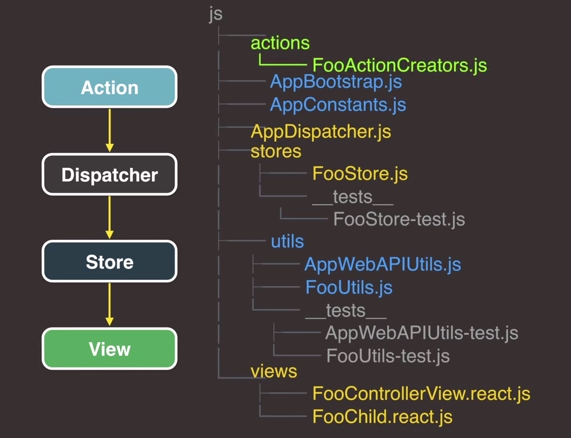 js
actions
FooActionCreators.js
AppBootstrap.js
AppConstants.js
AppDispatcher.js
stores
FooStore.js
__tests__
FooStore-test.js
utils
AppWebAPIUtils.js
FooUtils.js
__tests__
AppWebAPIUtils-test.js
FooUtils-test.js
views
FooControllerView.react.js
FooChild.react.js
Action
Dispatcher
Store
View